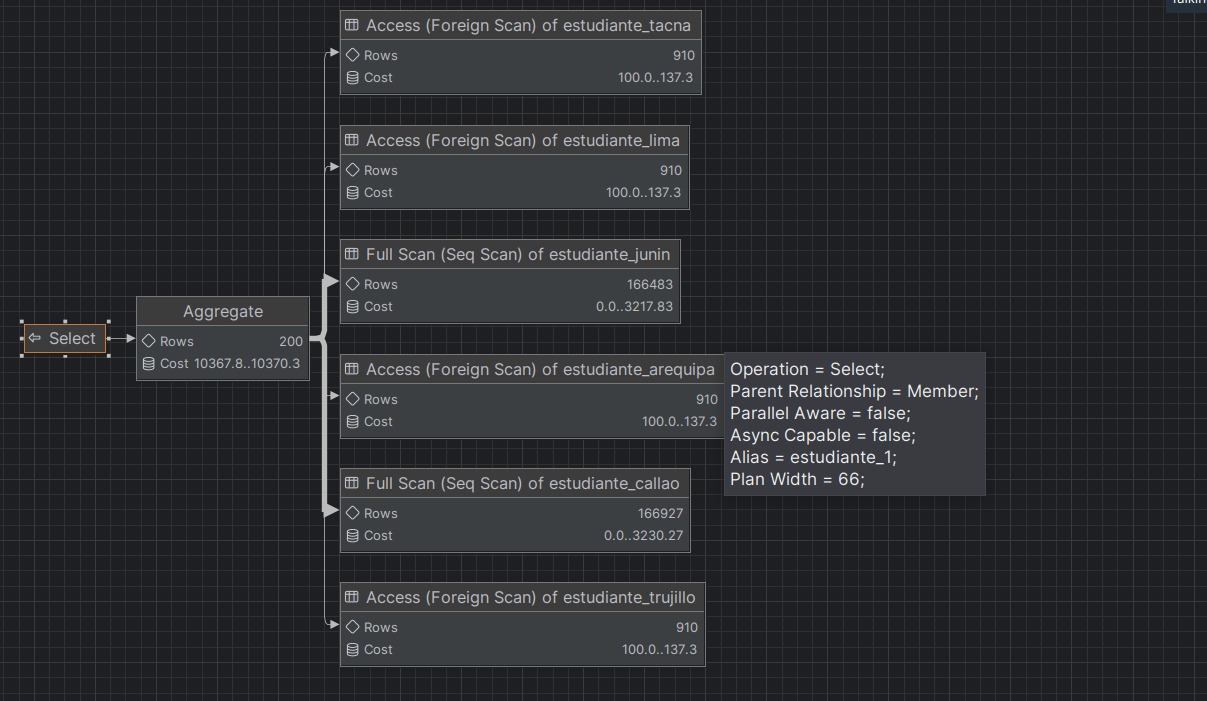 Access (Foreign Scan) of estudiante_tacna
Rows 910
Cost 100.0..137.3
Access (Foreign Scan) of estudiante_lima
Rows 910
Cost 100.0..137.3
Full Scan (Seq Scan) of estudiante_junin
Rows 166483
Cost 0.0..3217.83
Select
Aggregate
Rows 200
Cost 10367.8..10370.3
Access (Foreign Scan) of estudiante_arequipa
Rows 910
Cost 100.0..137.3
Operation = Select;
Parent Relationship = Member;
Parallel Aware = false;
Async Capable = false;
Alias = estudiante_1;
Plan Width = 66;
Full Scan (Seq Scan) of estudiante_callao
Rows 166927
Cost 0.0..3230.27
Access (Foreign Scan) of estudiante_trujillo
Rows 910
Cost 100.0..137.3